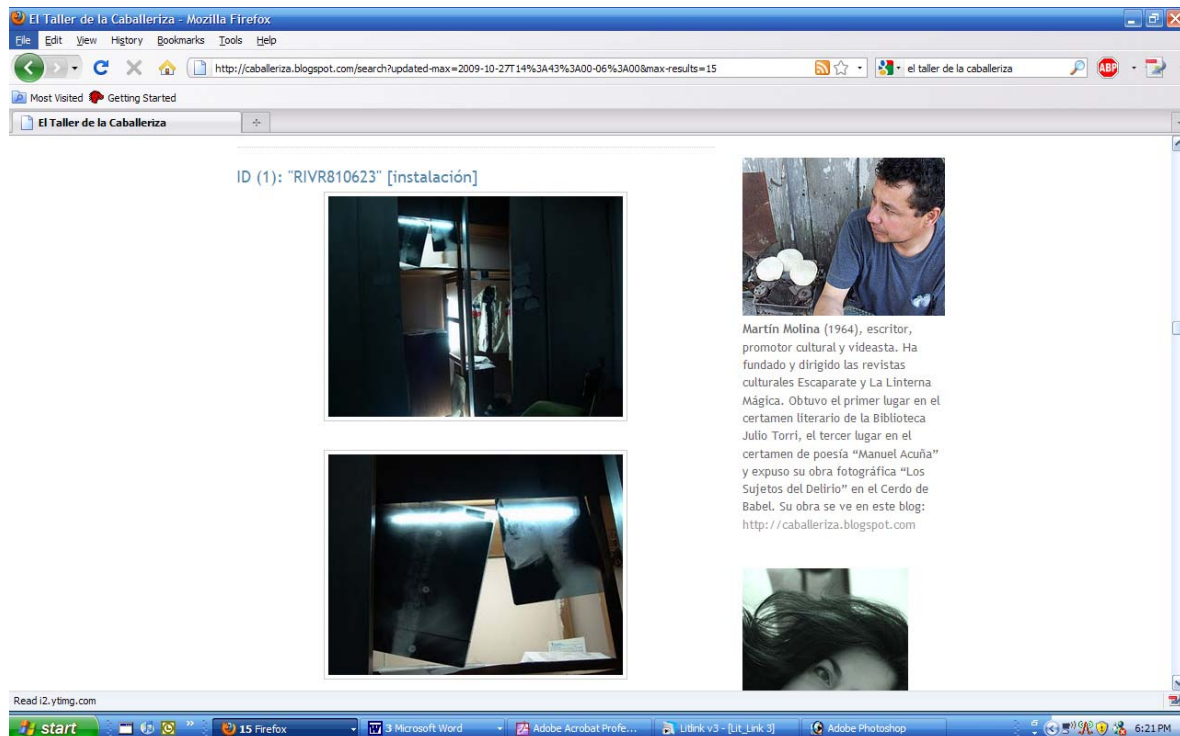 El Taller de la Caballeriza - Mozilla Firefox
File Edit View History Bookmarks Tools Help
http://caballeriza.blogspot.com/search?updated-max=2009-10-27T14%3A43%3A00-06%3A00&max-results=15
el taller de la caballeriza
ABP
Most Visited Getting Started
El Taller de la Caballeriza
ID (1): "RIVR810623" [instalación]
Martín Molina (1964), escritor,
promotor cultural y videasta. Ha
fundado y dirigido las revistas
culturales Escaparate y La Linterna
Mágica. Obtuvo el primer lugar en el
certamen literario de la Biblioteca
Julio Torri, el tercer lugar en el
certamen de poesía “Manuel Acuña”
y expuso su obra fotográfica “Los
Sujetos del Delirio” en el Cerdo de
Babel. Su obra se ve en este blog:
http://caballeriza.blogspot.com
Read i2.ytimg.com
start 15 Firefox 3 Microsoft Word Adobe Acrobat Profe... Litlink v3 - [Lit_Link 3] Adobe Photoshop 6:21 PM